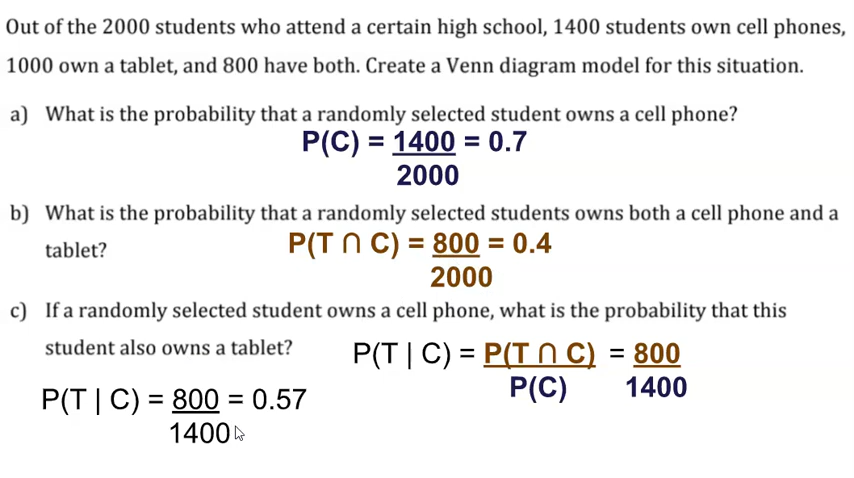 Out of the 2000 students who attend a certain high school, 1400 students own cell phones,
1000 own a tablet, and 800 have both. Create a Venn diagram model for this situation.
a) What is the probability that a randomly selected student owns a cell phone?
P(C) = 1400 = 0.7
2000
b) What is the probability that a randomly selected students owns both a cell phone and a
tablet?
P(T ∩ C) = 800 = 0.4
2000
c) If a randomly selected student owns a cell phone, what is the probability that this
student also owns a tablet?
P(T | C) = P(T ∩ C) = 800
P(C) 1400
P(T | C) = 800 = 0.57
1400